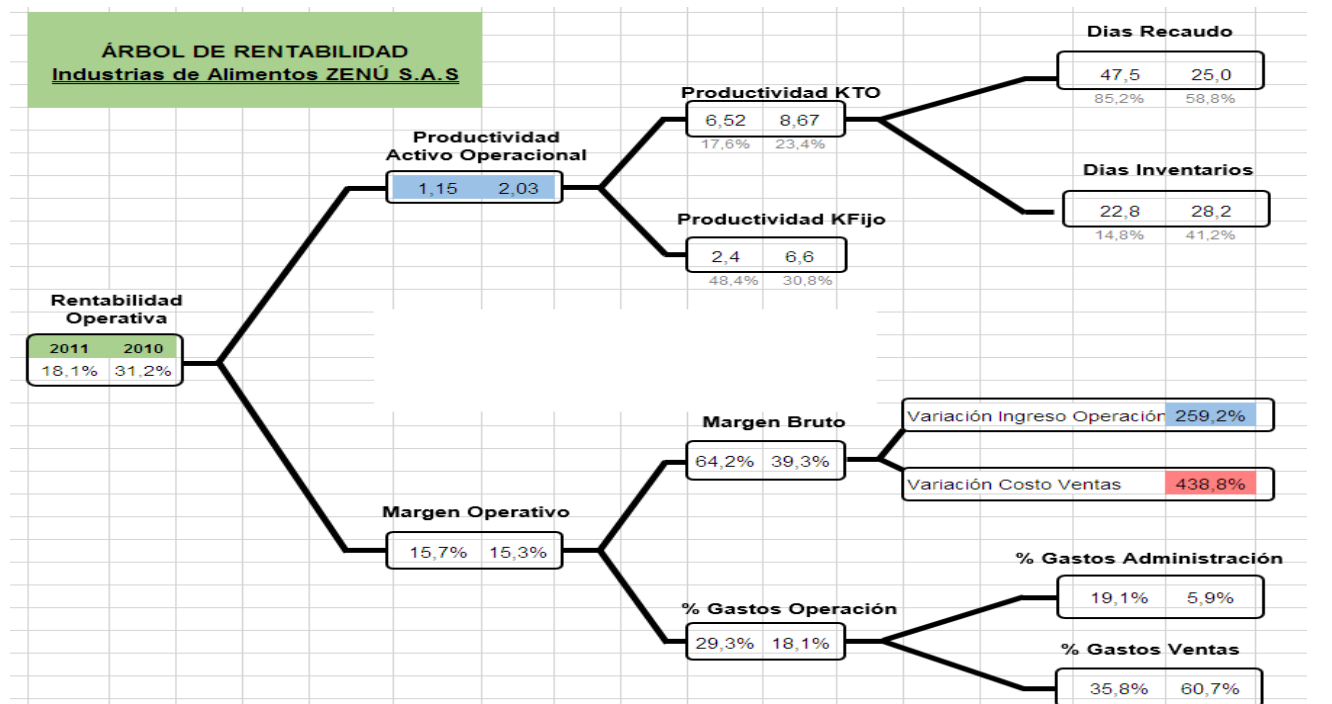 ÁRBOL DE RENTABILIDAD
Industrias de Alimentos ZENÚ S.A.S
Dias Recaudo
47,5 25,0
85,2% 58,8%
Productividad KTO
6,52 8,67
17,6% 23,4%
Productividad
Activo Operacional
1,15 2,03
Dias Inventarios
22,8 28,2
14,8% 41,2%
Productividad KFijo
2,4 6,6
48,4% 30,8%
Rentabilidad
Operativa
2011 2010
18,1% 31,2%
Margen Bruto
64,2% 39,3%
Variación Ingreso Operación 259,2%
Variación Costo Ventas 438,8%
Margen Operativo
15,7% 15,3%
% Gastos Administración
19,1% 5,9%
% Gastos Operación
29,3% 18,1%
% Gastos Ventas
35,8% 60,7%